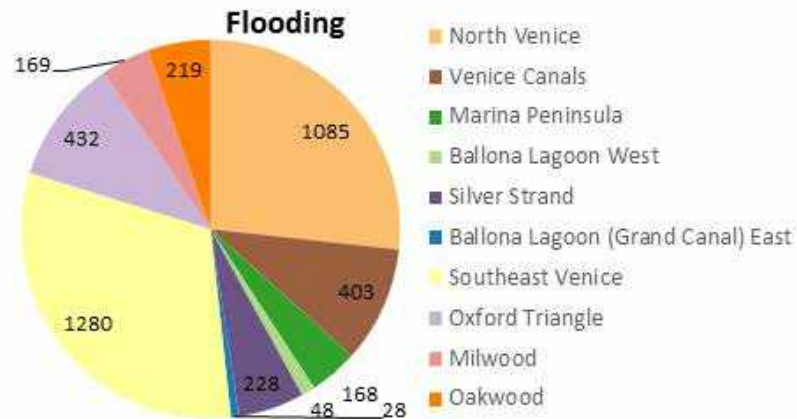 Flooding
169
219
1085
432
403
1280
228
48
168
28
North Venice
Venice Canals
Marina Peninsula
Ballona Lagoon West
Silver Strand
Ballona Lagoon (Grand Canal) East
Southeast Venice
Oxford Triangle
Milwood
Oakwood